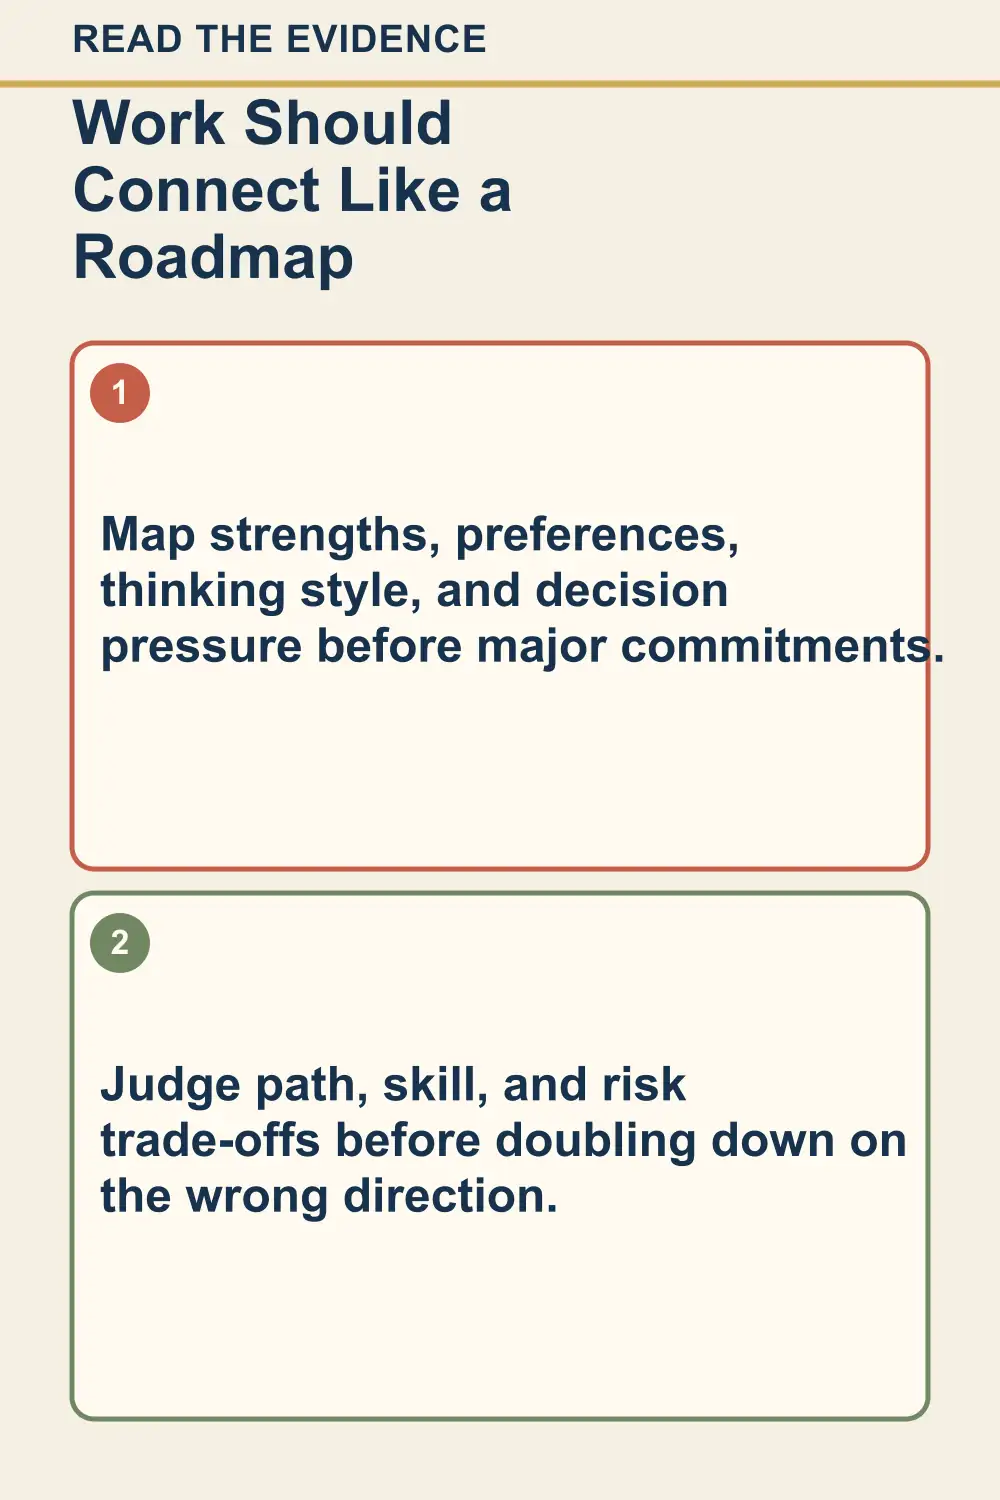 READ THE EVIDENCE
Work Should
Connect Like a
Roadmap
1
Map strengths, preferences,
thinking style, and decision
pressure before major commitments.
2
Judge path, skill, and risk
trade-offs before doubling down on
the wrong direction.